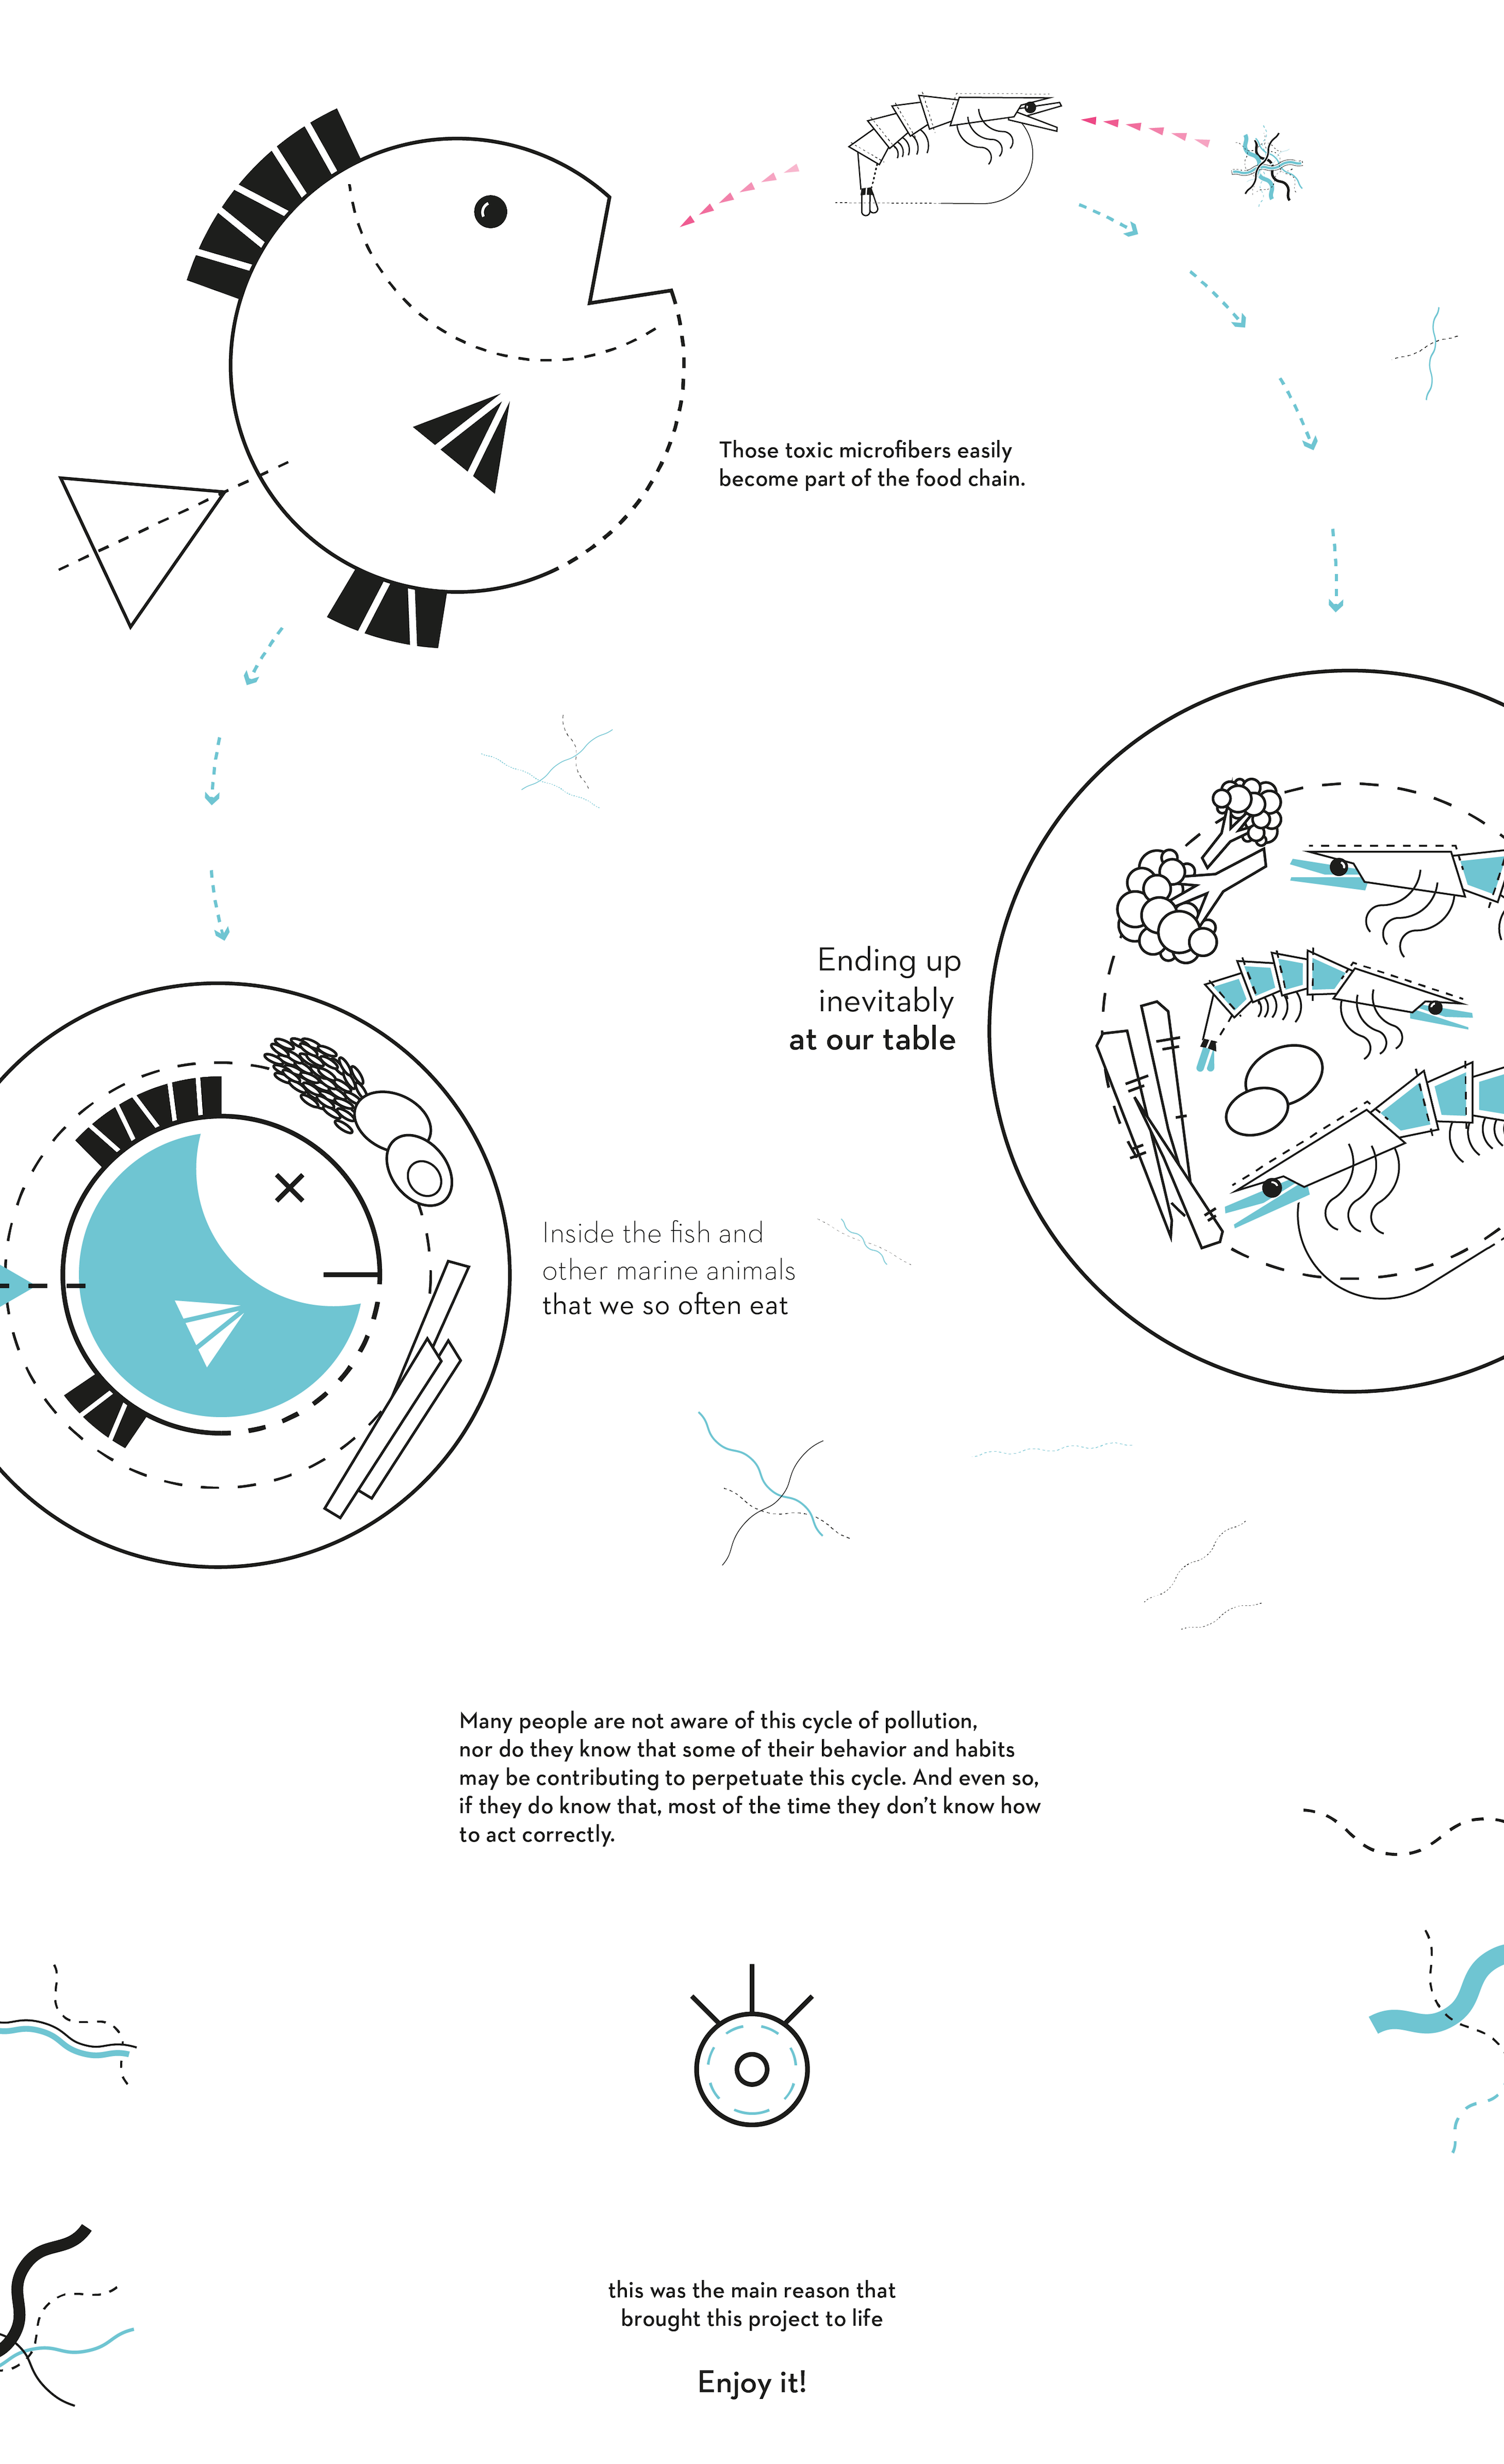 Those toxic microfibers easily
become part of the food chain.
Ending up
inevitably
at our table
Inside the fish and
other marine animals
that we so often eat
Many people are not aware of this cycle of pollution,
nor do they know that some of their behavior and habits
may be contributing to perpetuate this cycle. And even so,
if they do know that, most of the time they don’t know how
to act correctly.
this was the main reason that
brought this project to life
Enjoy it!